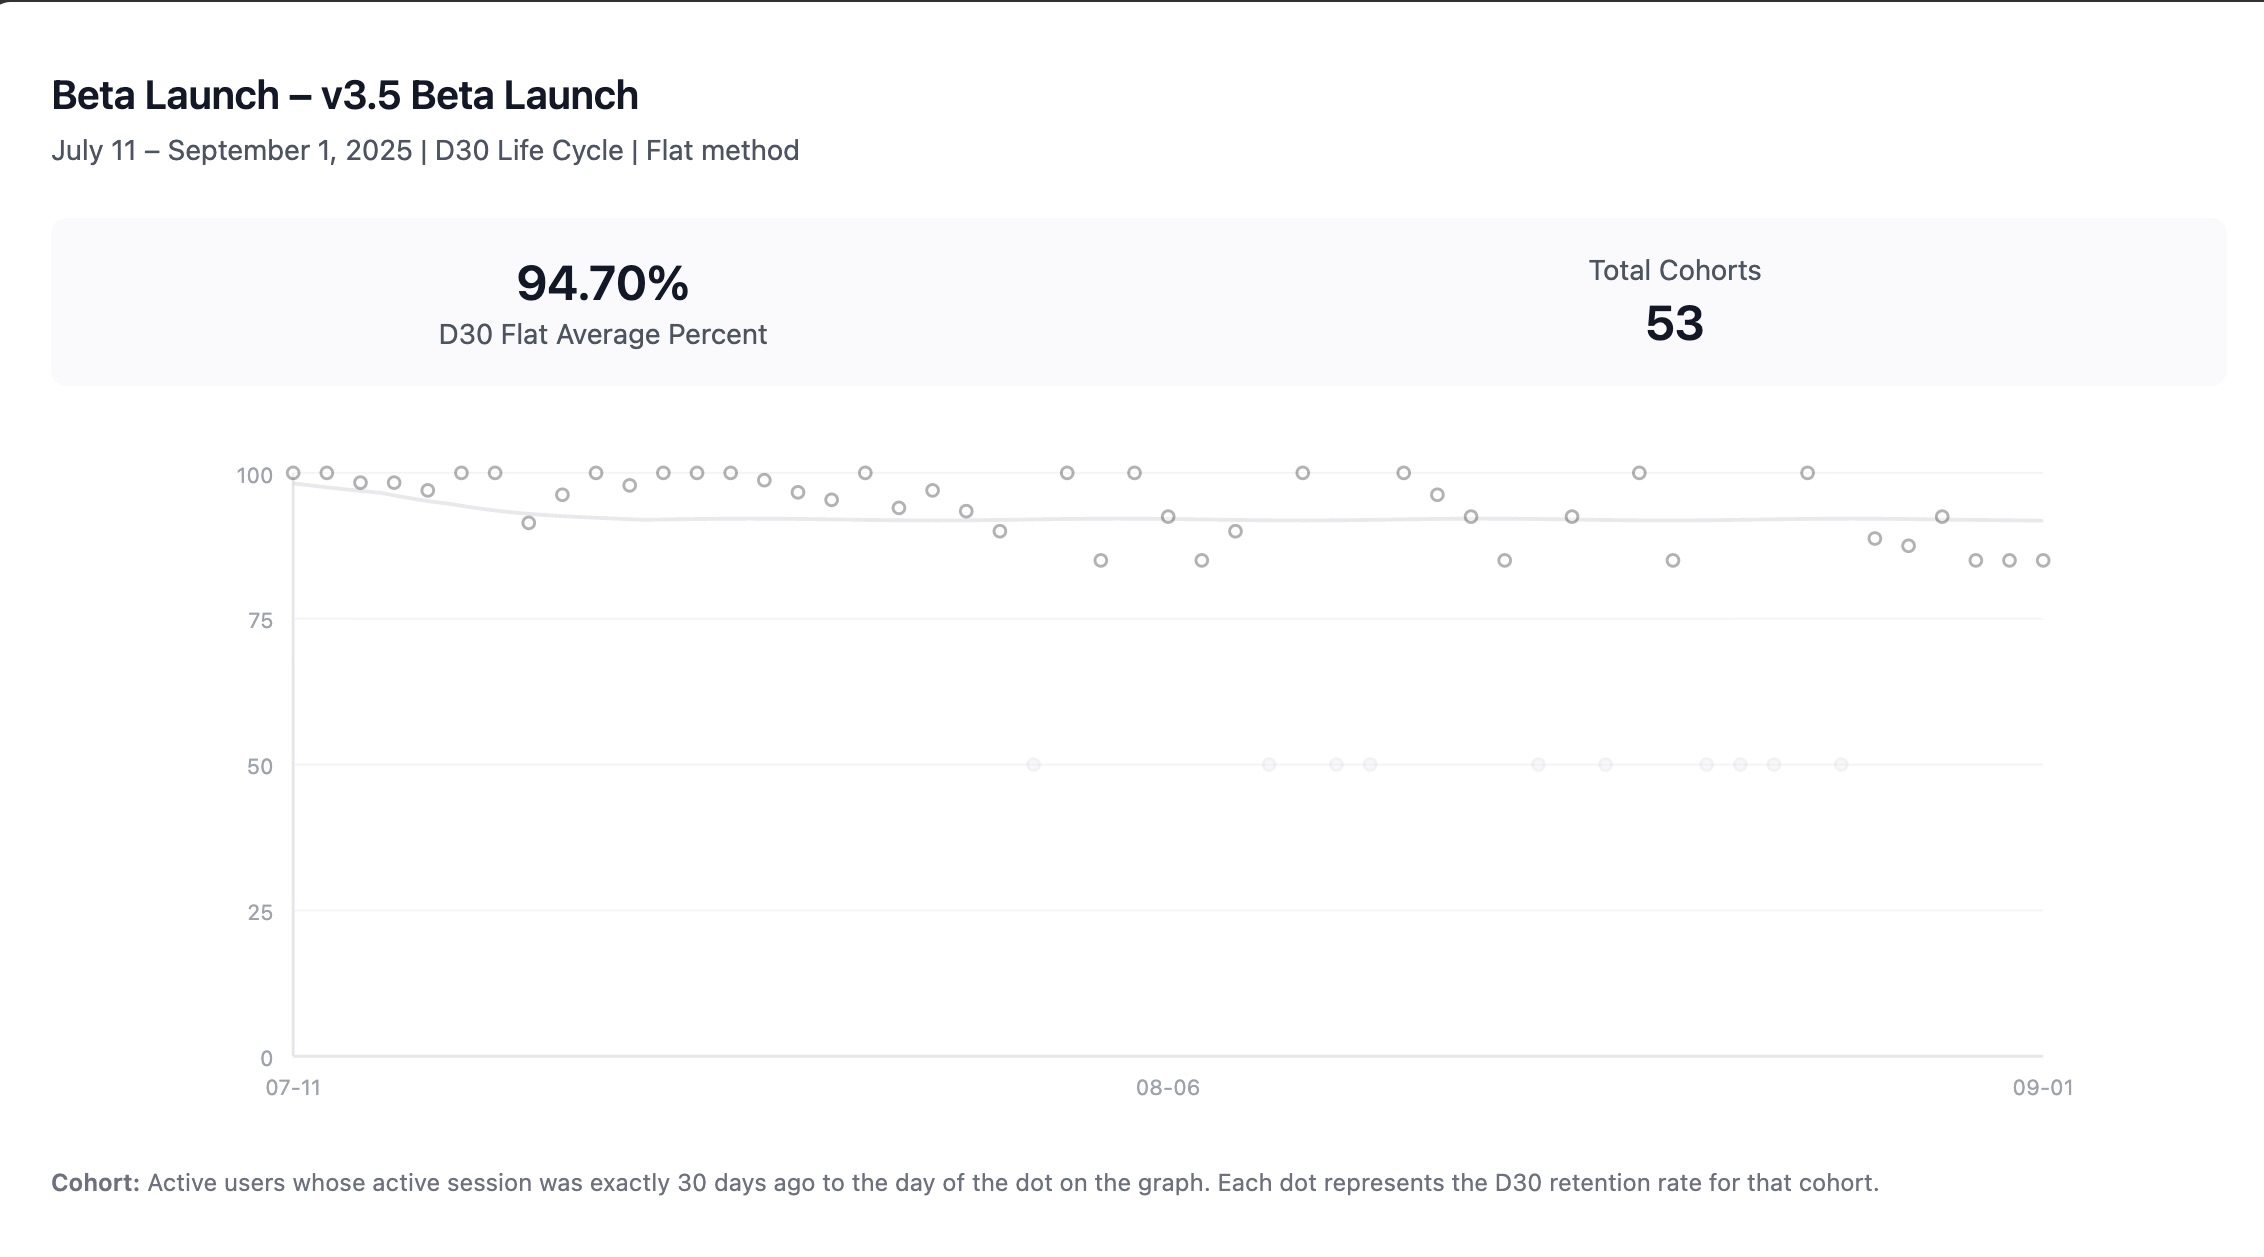 Beta Launch – v3.5 Beta Launch
July 11 – September 1, 2025 | D30 Life Cycle | Flat method
94.70%
D30 Flat Average Percent
Total Cohorts
53
100
75
50
25
0
07-11
08-06
09-01
Cohort: Active users whose active session was exactly 30 days ago to the day of the dot on the graph. Each dot represents the D30 retention rate for that cohort.